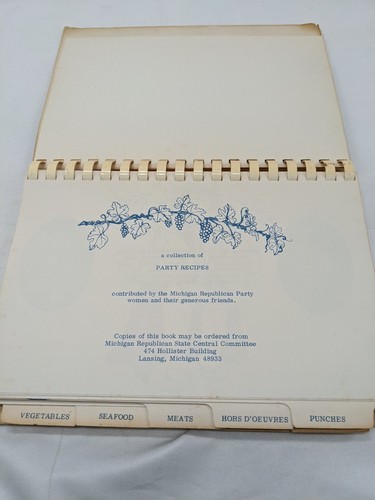 a collection of
PARTY RECIPES
contributed by the Michigan Republican Party
women and their generous friends.
Copies of this book may be ordered from
Michigan Republican State Central Committee
474 Hollister Building
Lansing, Michigan 48933
VEGETABLES SEAFOOD MEATS HORS D'OEUVRES PUNCHES